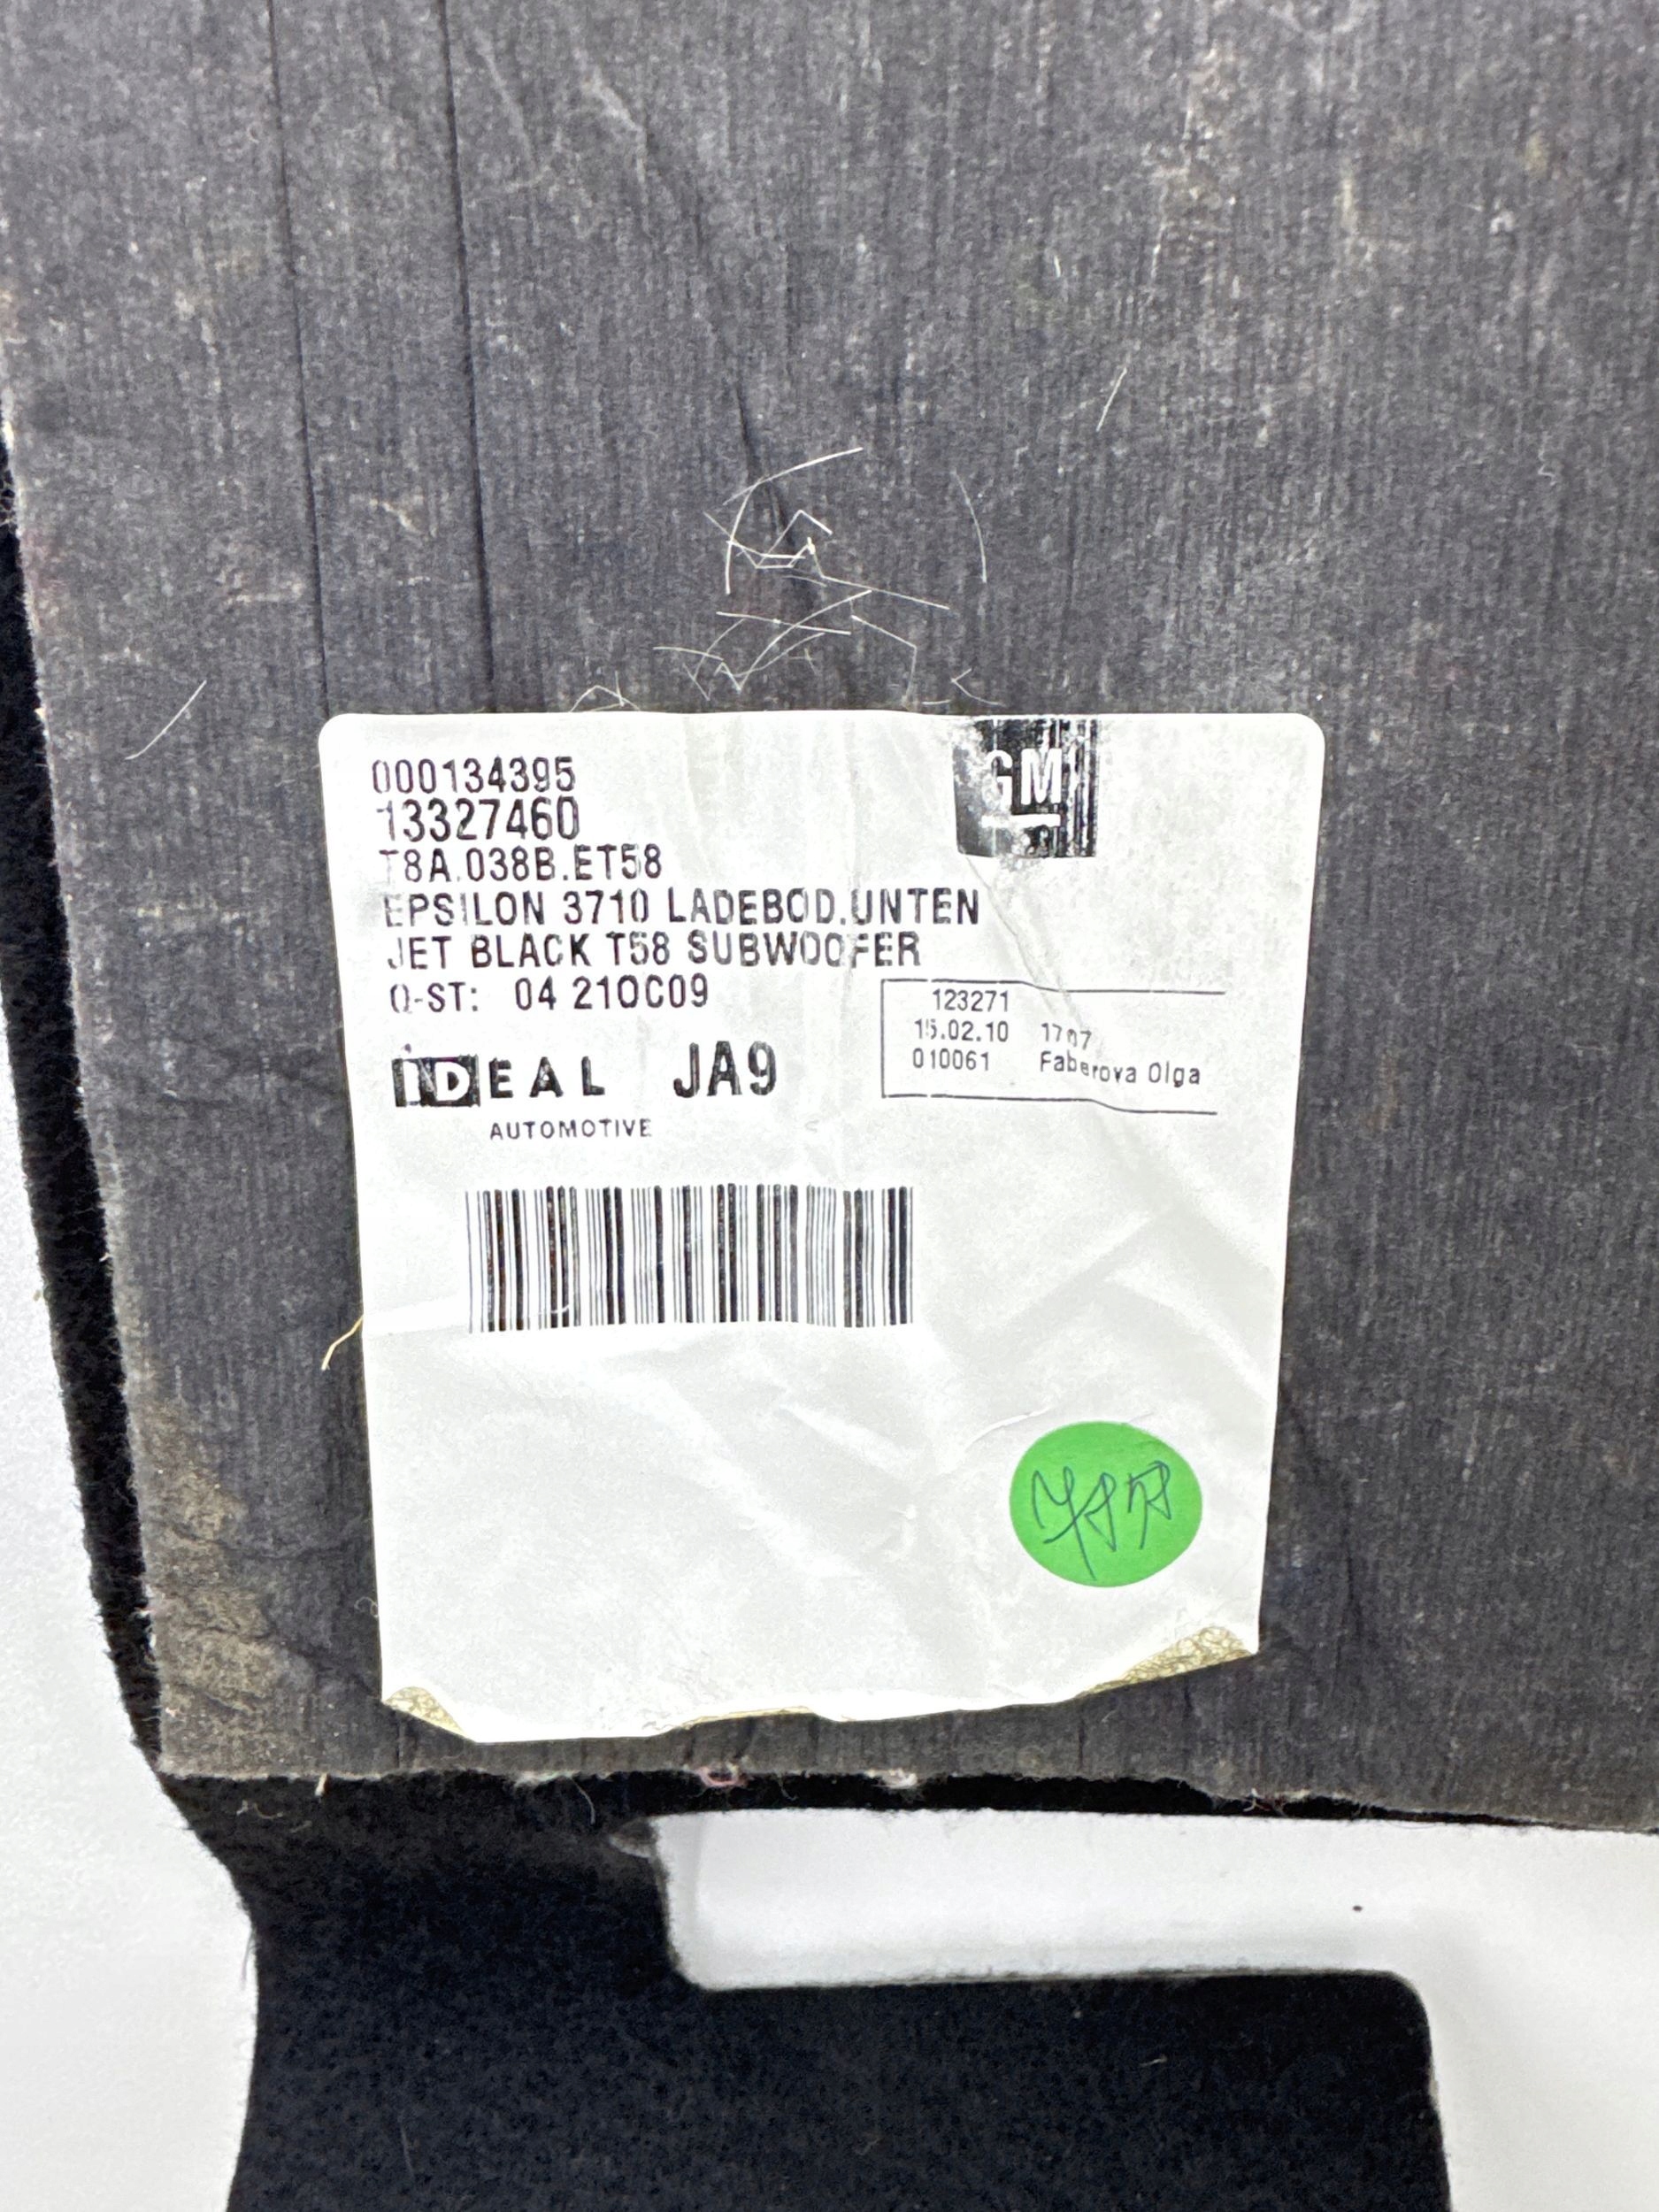 000134395
13327460
T8A.038B.ET58
EPSILON 3710 LADEBOD.UNTEN
JET BLACK T58 SUBWOOFER
Q-ST: 04 21OC09
GM
123271
15.02.10 1707
010061 Faberova Olga
iDEAL JA9
AUTOMOTIVE